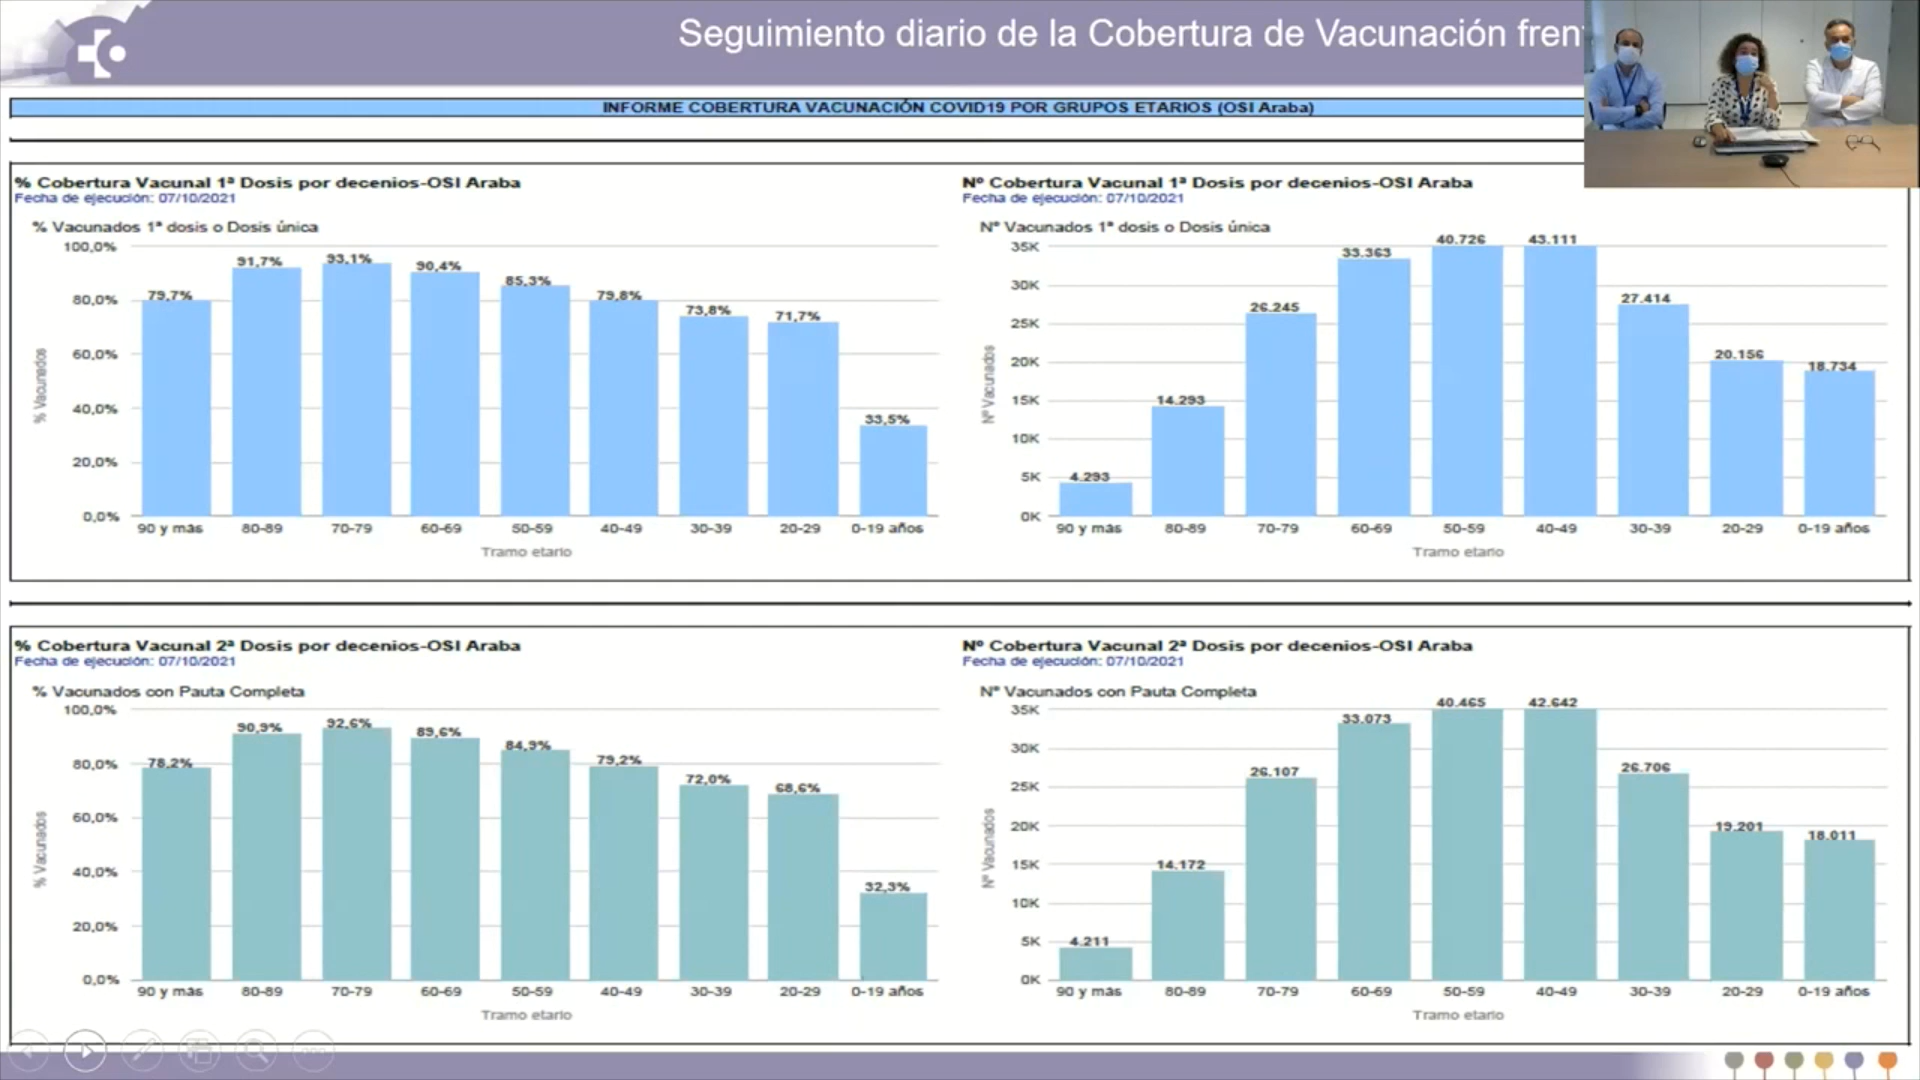 Seguimiento diario de la Cobertura de Vacunación fren
INFORME COBERTURA VACUNACIÓN COVID19 POR GRUPOS ETARIOS (OSI Araba)
% Cobertura Vacunal 1ª Dosis por decenios-OSI Araba
Fecha de ejecución: 07/10/2021
% Vacunados 1ª dosis o Dosis única
100,0%
80,0%
60,0%
40,0%
20,0%
0,0%
% Vacunados
79,7%
91,7%
93,1%
90,4%
85,3%
79,8%
73,8%
71,7%
33,5%
90 y más 80-89 70-79 60-69 50-59 40-49 30-39 20-29 0-19 años
Tramo etario
Nº Cobertura Vacunal 1ª Dosis por decenios-OSI Araba
Fecha de ejecución: 07/10/2021
Nº Vacunados 1ª dosis o Dosis única
35K
30K
25K
20K
15K
10K
5K
0K
Nº Vacunados
4.293
14.293
26.245
33.363
40.726
43.111
27.414
20.156
18.734
90 y más 80-89 70-79 60-69 50-59 40-49 30-39 20-29 0-19 años
Tramo etario
% Cobertura Vacunal 2ª Dosis por decenios-OSI Araba
Fecha de ejecución: 07/10/2021
% Vacunados con Pauta Completa
100,0%
80,0%
60,0%
40,0%
20,0%
0,0%
% Vacunados
78,2%
90,9%
92,6%
89,6%
84,9%
79,2%
72,0%
68,6%
32,3%
90 y más 80-89 70-79 60-69 50-59 40-49 30-39 20-29 0-19 años
Tramo etario
Nº Cobertura Vacunal 2ª Dosis por decenios-OSI Araba
Fecha de ejecución: 07/10/2021
Nº Vacunados con Pauta Completa
35K
30K
25K
20K
15K
10K
5K
0K
Nº Vacunados
4.211
14.172
26.107
33.073
40.465
42.642
26.706
19.201
18.011
90 y más 80-89 70-79 60-69 50-59 40-49 30-39 20-29 0-19 años
Tramo etario